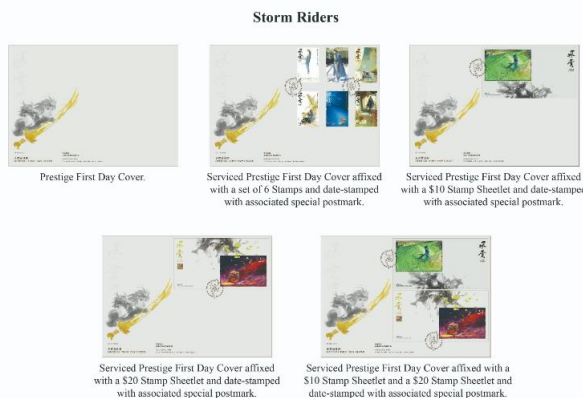 Storm Riders
Prestige First Day Cover.
Serviced Prestige First Day Cover affixed
with a set of 6 Stamps and date-stamped
with associated special postmark.
Serviced Prestige First Day Cover affixed
with a $10 Stamp Sheetlet and date-stamped
with associated special postmark.
Serviced Prestige First Day Cover affixed
with a $20 Stamp Sheetlet and date-stamped
with associated special postmark.
Serviced Prestige First Day Cover affixed with a
$10 Stamp Sheetlet and a $20 Stamp Sheetlet and
date-stamped with associated special postmark.